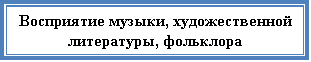 Восприятие музыки, художественной
литературы, фольклора